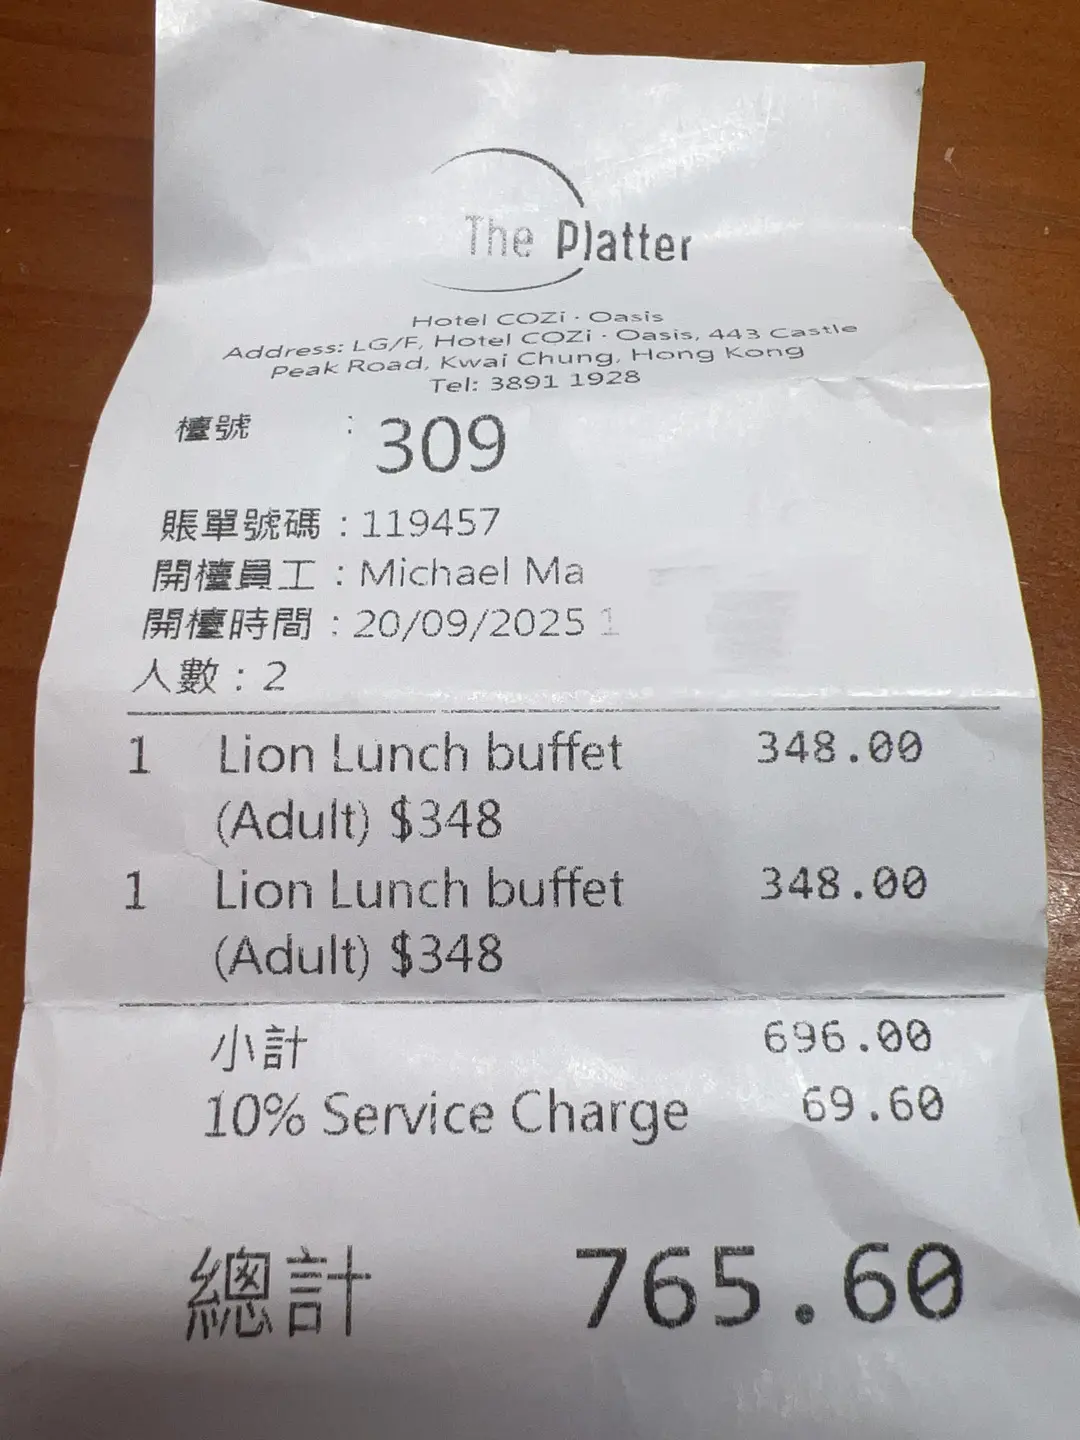 The Platter
Hotel COZi · Oasis
Address: LG/F, Hotel COZi · Oasis, 443 Castle
Peak Road, Kwai Chung, Hong Kong
Tel: 3891 1928
檯號 : 309
賬單號碼 : 119457
開檯員工 : Michael Ma
開檯時間 : 20/09/2025 1
人數 : 2
1 Lion Lunch buffet 348.00
(Adult) $348
1 Lion Lunch buffet 348.00
(Adult) $348
小計 696.00
10% Service Charge 69.60
總計 765.60